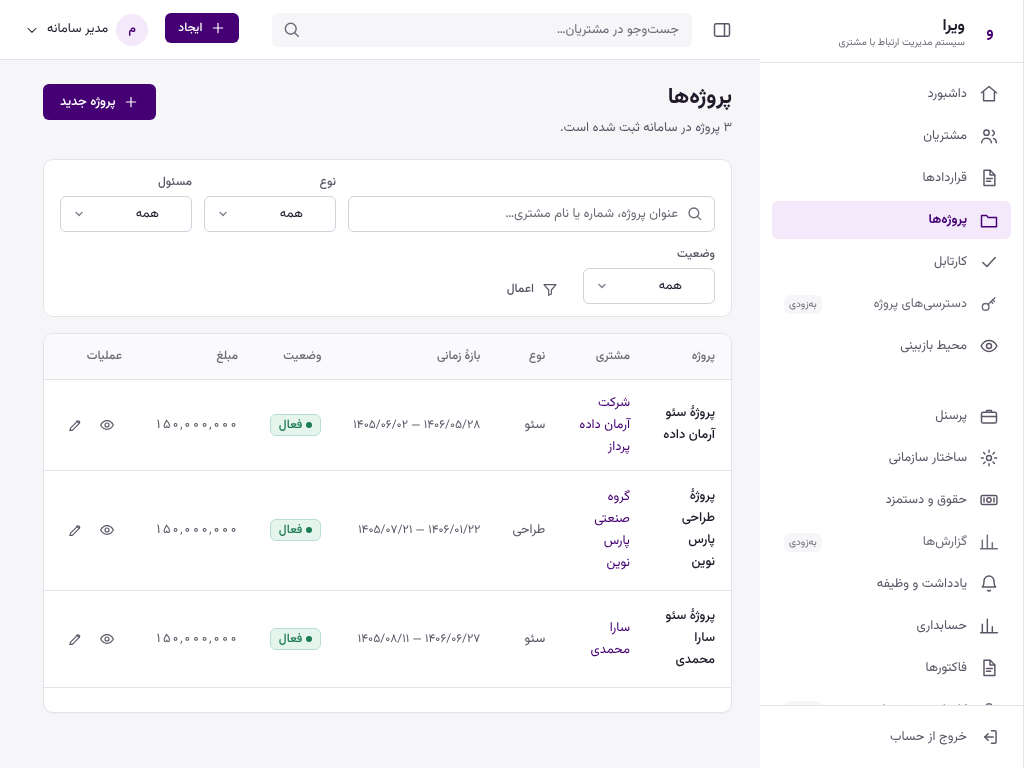 و
ویرا
سیستم مدیریت ارتباط با مشتری
داشبورد
مشتریان
قراردادها
پروژه‌ها
کارتابل
دسترسی‌های پروژه
به‌زودی
محیط بازبینی
پرسنل
ساختار سازمانی
حقوق و دستمزد
گزارش‌ها
به‌زودی
یادداشت و وظیفه
حسابداری
فاکتورها
خروج از حساب
جست‌وجو در مشتریان...
ایجاد
م
مدیر سامانه
پروژه‌ها
۳ پروژه در سامانه ثبت شده است.
پروژه جدید
عنوان پروژه، شماره یا نام مشتری...
نوع
همه
مسئول
همه
وضعیت
همه
اعمال
پروژه مشتری نوع بازهٔ زمانی وضعیت مبلغ عملیات
پروژهٔ سئو
آرمان داده
شرکت
آرمان داده
پرداز
سئو
۱۴۰۵/۰۶/۰۲ — ۱۴۰۶/۰۵/۲۸
فعال
۱۵۰,۰۰۰,۰۰۰
پروژهٔ
طراحی
پارس
نوین
گروه
صنعتی
پارس
نوین
طراحی
۱۴۰۵/۰۷/۲۱ — ۱۴۰۶/۰۱/۲۲
فعال
۱۵۰,۰۰۰,۰۰۰
پروژهٔ سئو
سارا
محمدی
سارا
محمدی
سئو
۱۴۰۵/۰۸/۱۱ — ۱۴۰۶/۰۶/۲۷
فعال
۱۵۰,۰۰۰,۰۰۰